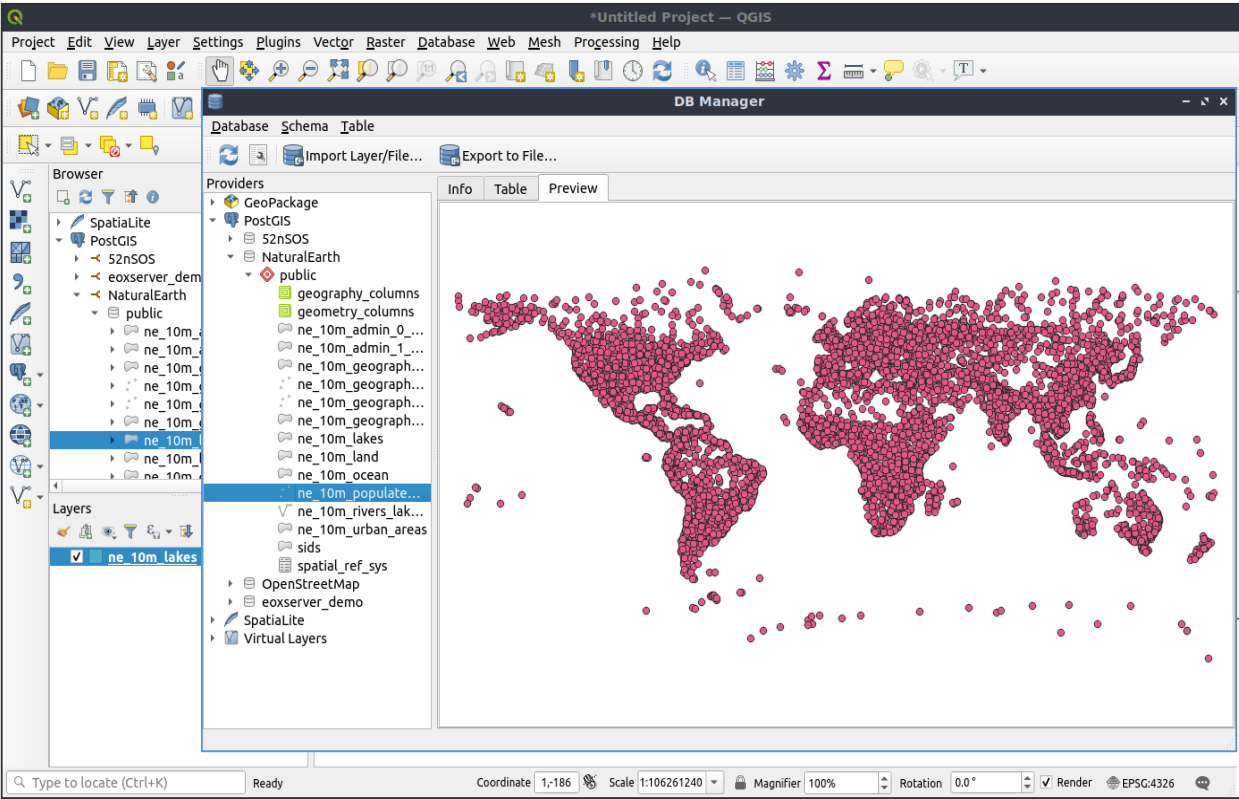 *Untitled Project — QGIS
Project Edit View Layer Settings Plugins Vector Raster Database Web Mesh Processing Help
DB Manager
Database Schema Table
Import Layer/File... Export to File...
Browser
SpatiaLite
PostGIS
52nSOS
eoxserver_dem
NaturalEarth
public
ne_10m_a
ne_10m_a
ne_10m_
ne_10m_
ne_10m_
ne_10m_
ne_10m_l
ne_10m_l
ne_10m_
Layers
ne_10m_lakes
Providers
GeoPackage
PostGIS
52nSOS
NaturalEarth
public
geography_columns
geometry_columns
ne_10m_admin_0_...
ne_10m_admin_1_...
ne_10m_geograph...
ne_10m_geograph...
ne_10m_geograph...
ne_10m_geograph...
ne_10m_lakes
ne_10m_land
ne_10m_ocean
ne_10m_populate...
ne_10m_rivers_lak...
ne_10m_urban_areas
sids
spatial_ref_sys
OpenStreetMap
eoxserver_demo
SpatiaLite
Virtual Layers
Info Table Preview
Type to locate (Ctrl+K) Ready Coordinate 1,-186 Scale 1:106261240 Magnifier 100% Rotation 0.0° Render EPSG:4326